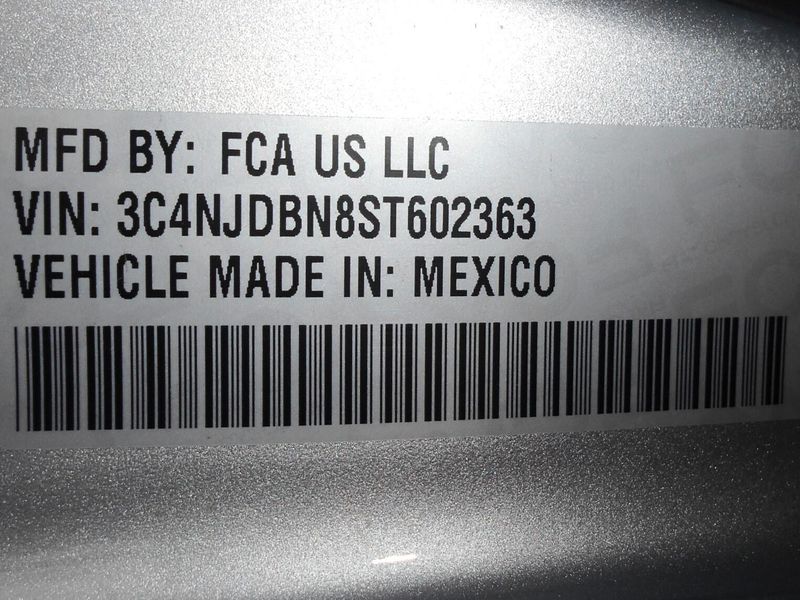 MFD BY: FCA US LLC
VIN: 3C4NJDBN8ST602363
VEHICLE MADE IN: MEXICO